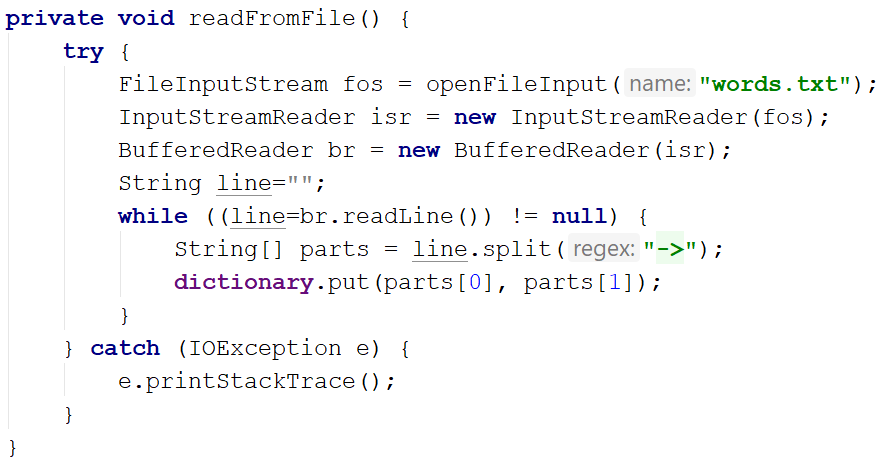 private void readFromFile() {
    try {
        FileInputStream fos = openFileInput( name: "words.txt");
        InputStreamReader isr = new InputStreamReader(fos);
        BufferedReader br = new BufferedReader(isr);
        String line="";
        while ((line=br.readLine()) != null) {
            String[] parts = line.split( regex: "->");
            dictionary.put(parts[0], parts[1]);
        }
    } catch (IOException e) {
        e.printStackTrace();
    }
}